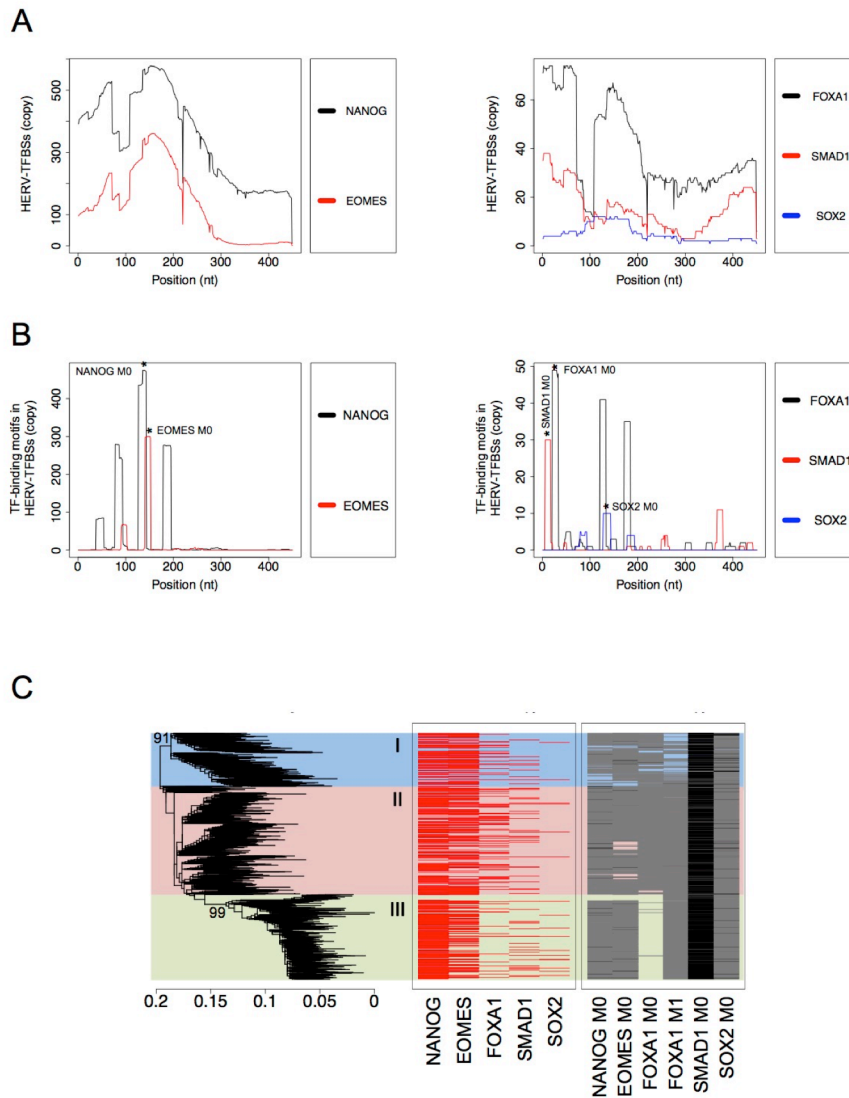 A
HERV-TFBSs (copy)
0 100 300 500
0 100 200 300 400
Position (nt)
NANOG
EOMES
HERV-TFBSs (copy)
0 20 40 60
0 100 200 300 400
Position (nt)
FOXA1
SMAD1
SOX2
B
TF-binding motifs in
HERV-TFBSs (copy)
0 100 200 300 400
0 100 200 300 400
Position (nt)
NANOG M0
*
* EOMES M0
NANOG
EOMES
TF-binding motifs in
HERV-TFBSs (copy)
0 10 20 30 40 50
0 100 200 300 400
Position (nt)
* SMAD1 M0
* FOXA1 M0
* SOX2 M0
FOXA1
SMAD1
SOX2
C
91
I
II
99
III
0.2 0.15 0.1 0.05 0
NANOG
EOMES
FOXA1
SMAD1
SOX2
NANOG M0
EOMES M0
FOXA1 M0
FOXA1 M1
SMAD1 M0
SOX2 M0